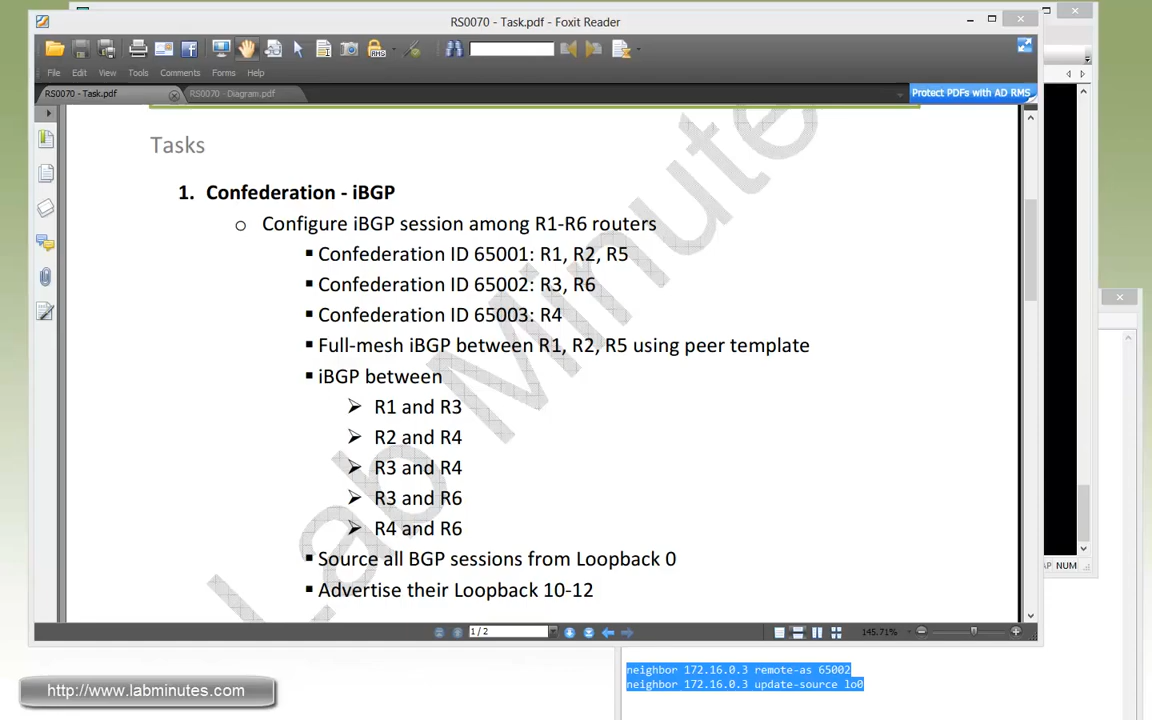 RS0070 - Task.pdf - Foxit Reader
File Edit View Tools Comments Forms Help
RS0070 - Task.pdf RS0070 - Diagram.pdf Protect PDFs with AD RMS
Tasks
1. Confederation - iBGP
o Configure iBGP session among R1-R6 routers
▪ Confederation ID 65001: R1, R2, R5
▪ Confederation ID 65002: R3, R6
▪ Confederation ID 65003: R4
▪ Full-mesh iBGP between R1, R2, R5 using peer template
▪ iBGP between
➢ R1 and R3
➢ R2 and R4
➢ R3 and R4
➢ R3 and R6
➢ R4 and R6
▪ Source all BGP sessions from Loopback 0
▪ Advertise their Loopback 10-12
Lab Minute
AP NUM
1 / 2 145.71%
neighbor 172.16.0.3 remote-as 65002
neighbor 172.16.0.3 update-source lo0
http://www.labminutes.com